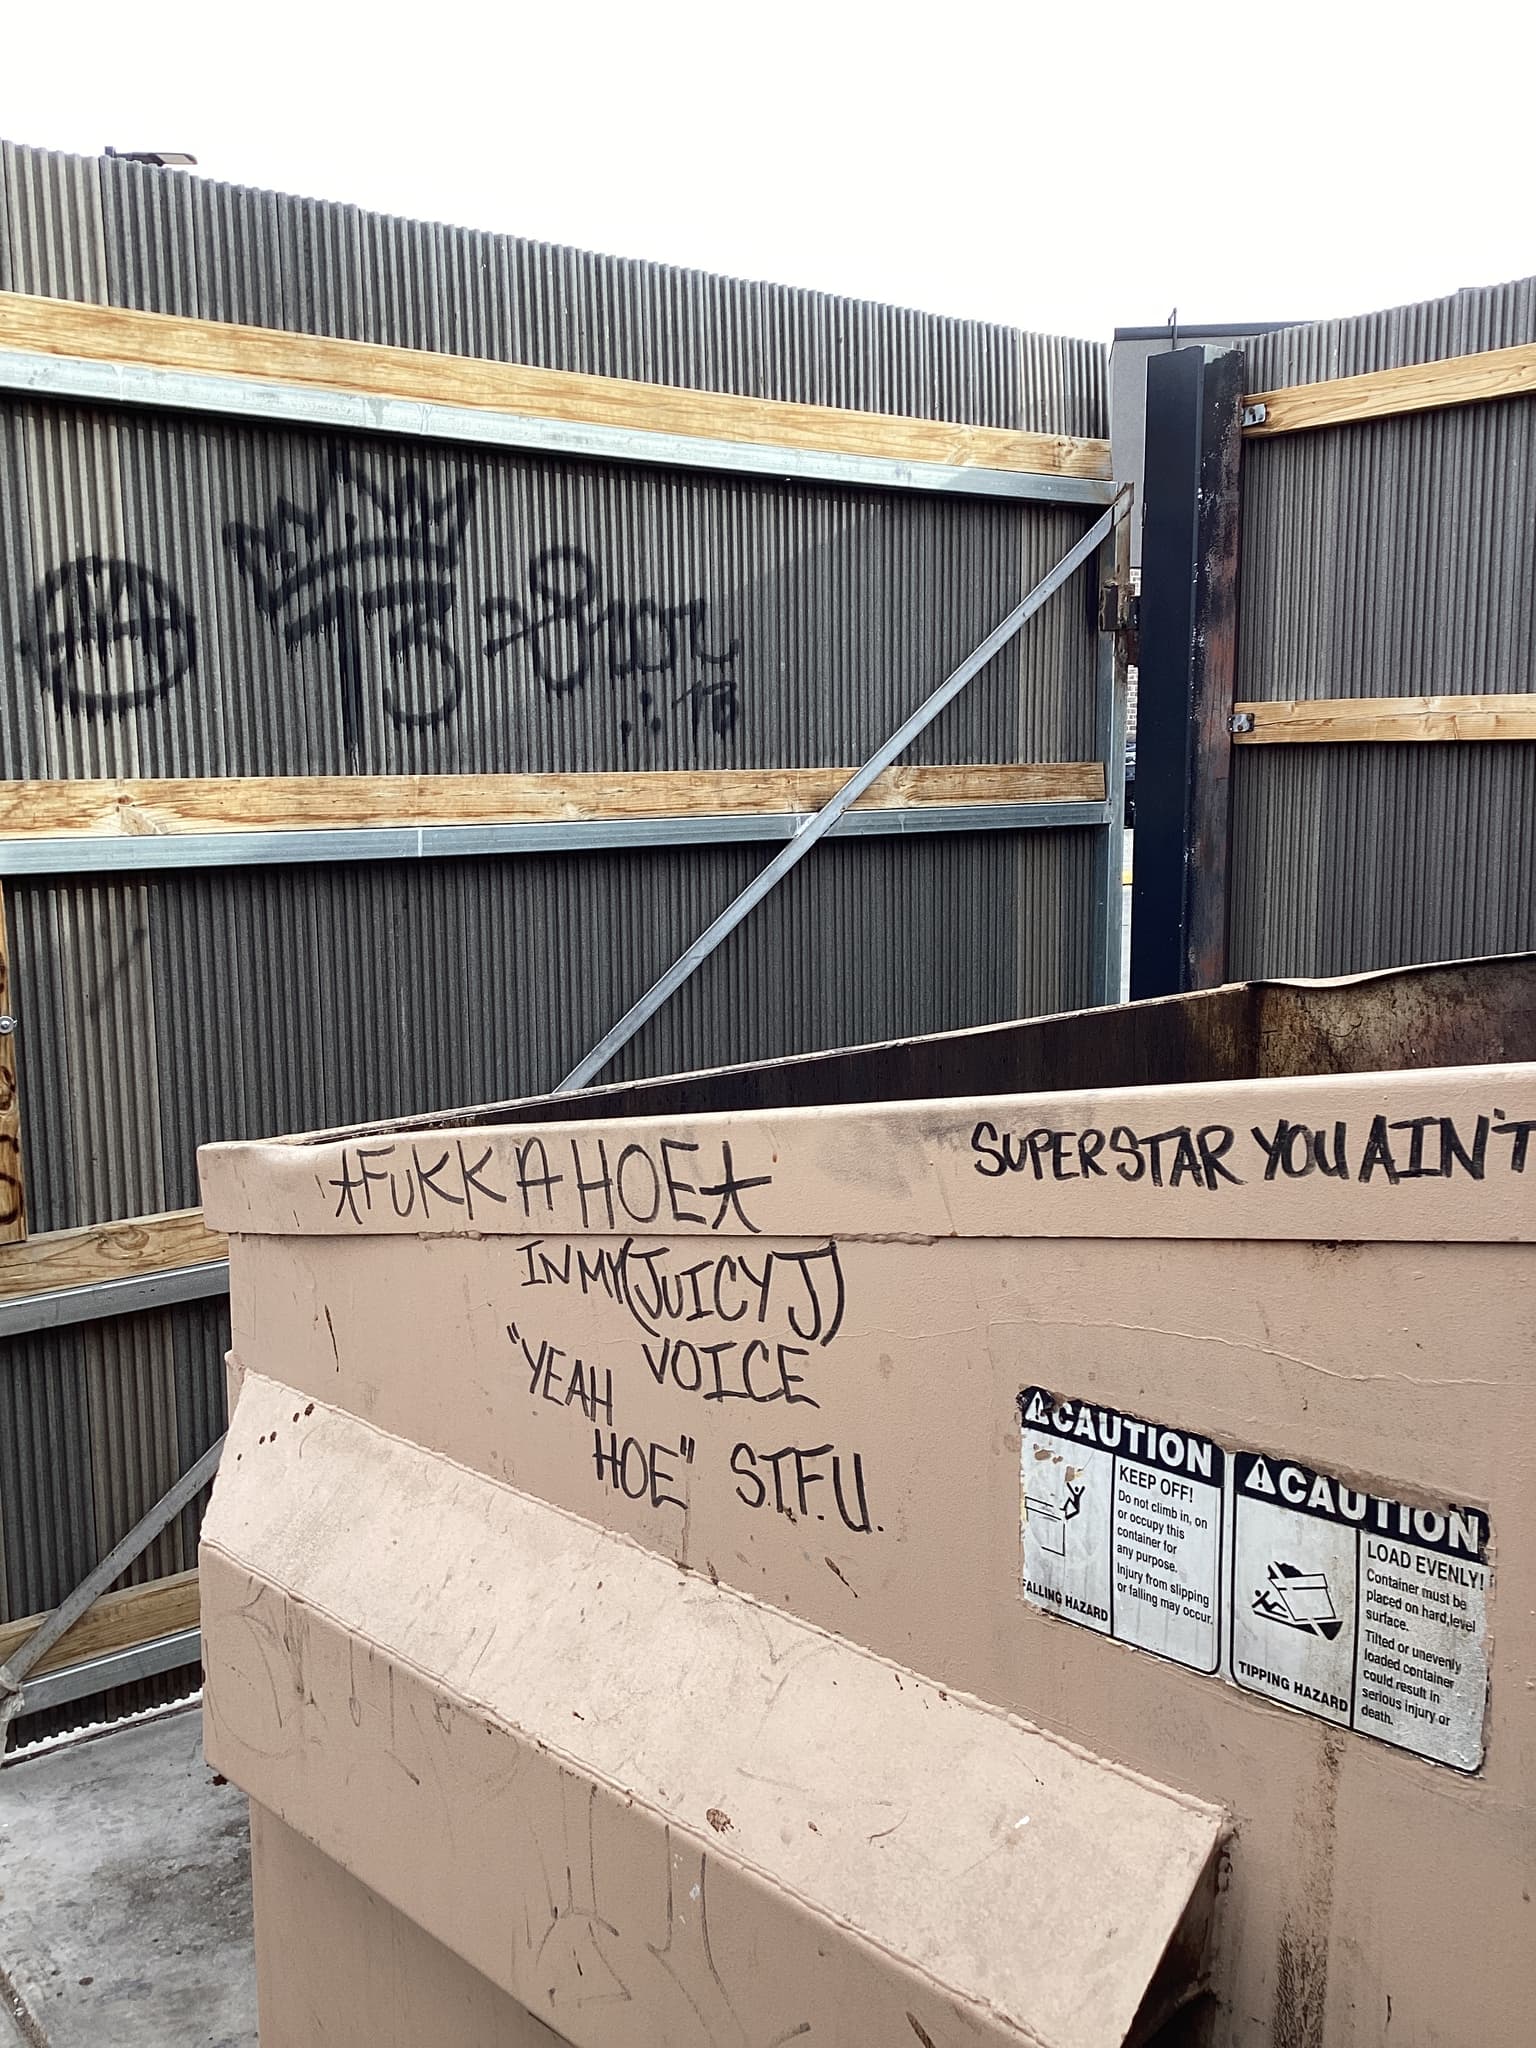 FUKK A HOE
SUPERSTAR YOU AIN'T
IN MY (JUICY J)
VOICE
"YEAH
HOE" S.T.F.U.
CAUTION
KEEP OFF!
Do not climb in, on
or occupy this
container for
any purpose.
Injury from slipping
or falling may occur.
FALLING HAZARD
CAUTION
LOAD EVENLY!
Container must be
placed on hard, level
surface.
Tilted or unevenly
loaded container
could result in
serious injury or
death.
TIPPING HAZARD